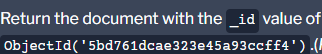 Return the document with the _id value of
ObjectId('5bd761dcae323e45a93ccff4').(